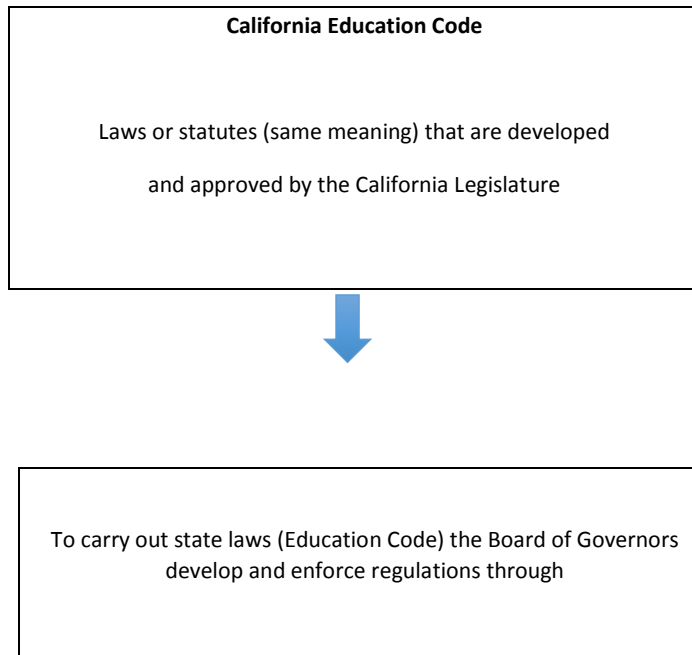 California Education Code
Laws or statutes (same meaning) that are developed
and approved by the California Legislature
To carry out state laws (Education Code) the Board of Governors
develop and enforce regulations through